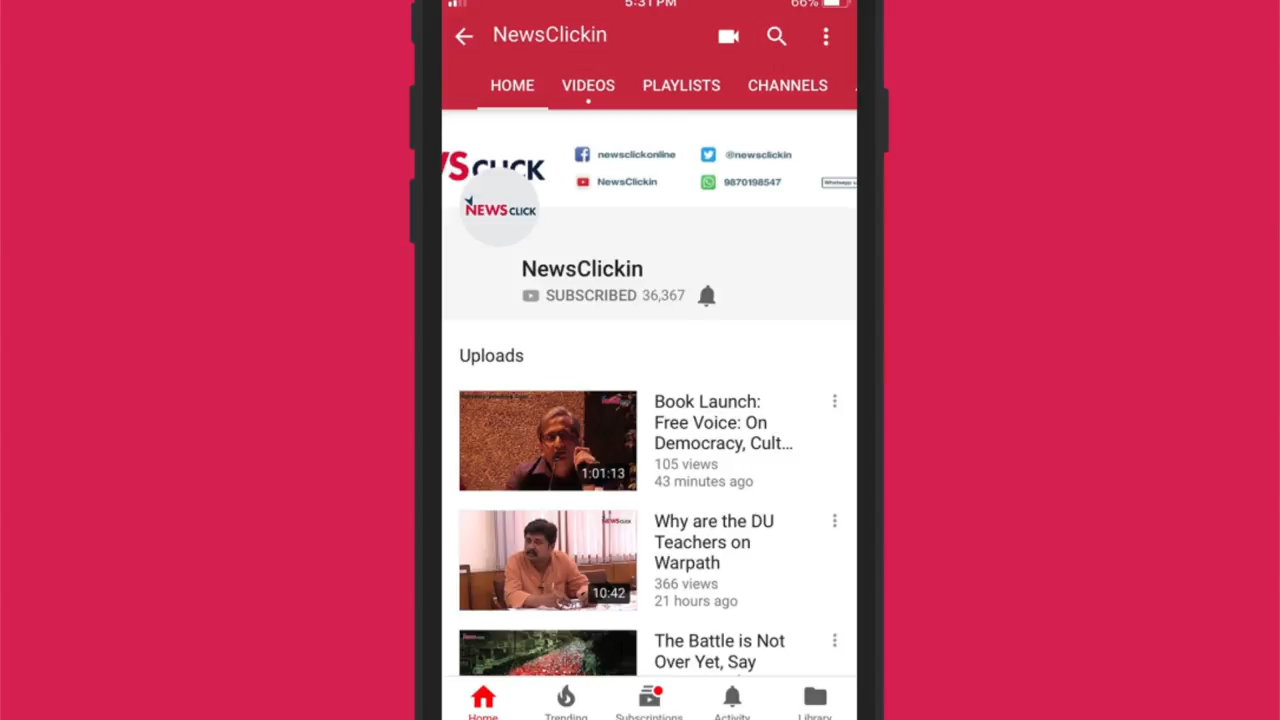 5:31 PM
66%
NewsClickin
HOME
VIDEOS
PLAYLISTS
CHANNELS
newsclickonline
@newsclickin
CLICK
NewsClickin
9870198547
NEWSCLICK
NewsClickin
SUBSCRIBED 36,367
Uploads
Book Launch:
Free Voice: On
Democracy, Cult...
105 views
43 minutes ago
1:01:13
Why are the DU
Teachers on
Warpath
366 views
21 hours ago
NEWSCLICK
10:42
The Battle is Not
Over Yet, Say
Home
Trending
Subscriptions
Activity
Library